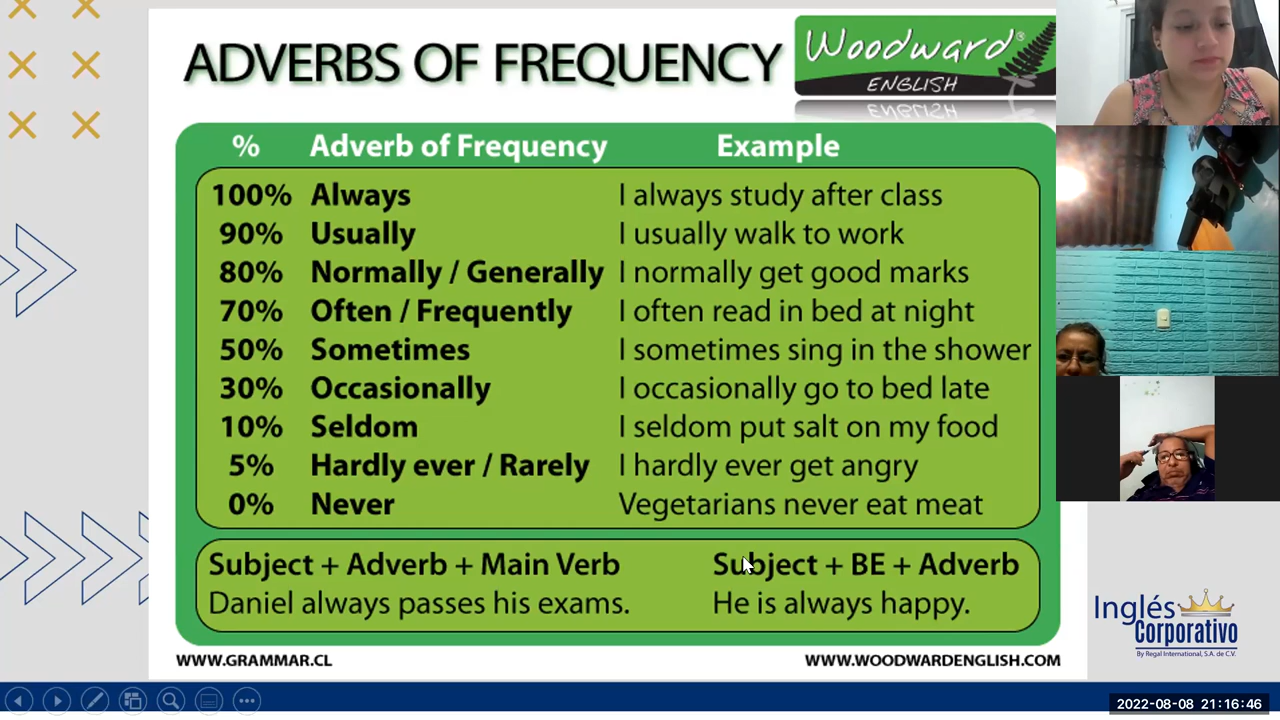 ADVERBS OF FREQUENCY
Woodward®
ENGLISH
% Adverb of Frequency Example
100% Always I always study after class
90% Usually I usually walk to work
80% Normally / Generally I normally get good marks
70% Often / Frequently I often read in bed at night
50% Sometimes I sometimes sing in the shower
30% Occasionally I occasionally go to bed late
10% Seldom I seldom put salt on my food
5% Hardly ever / Rarely I hardly ever get angry
0% Never Vegetarians never eat meat
Subject + Adverb + Main Verb Subject + BE + Adverb
Daniel always passes his exams. He is always happy.
WWW.GRAMMAR.CL WWW.WOODWARDENGLISH.COM
Inglés
Corporativo
By Regal International, S.A. de C.V.
2022-08-08 21:16:46